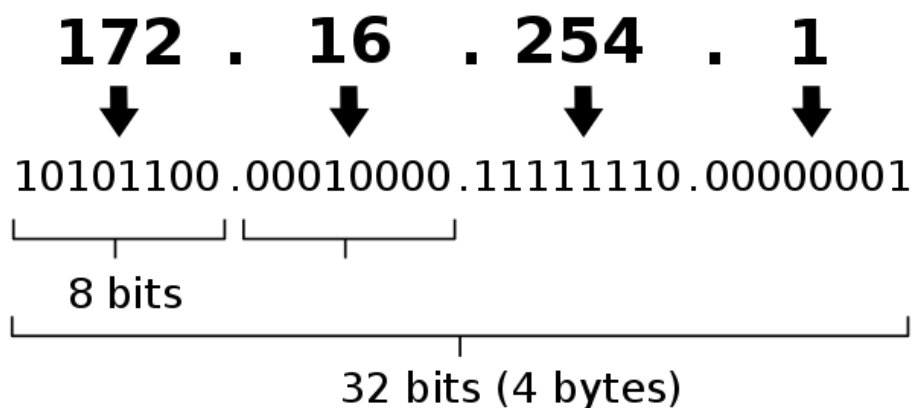 172 . 16 . 254 . 1
10101100 .00010000 .11111110 .00000001
8 bits
32 bits (4 bytes)